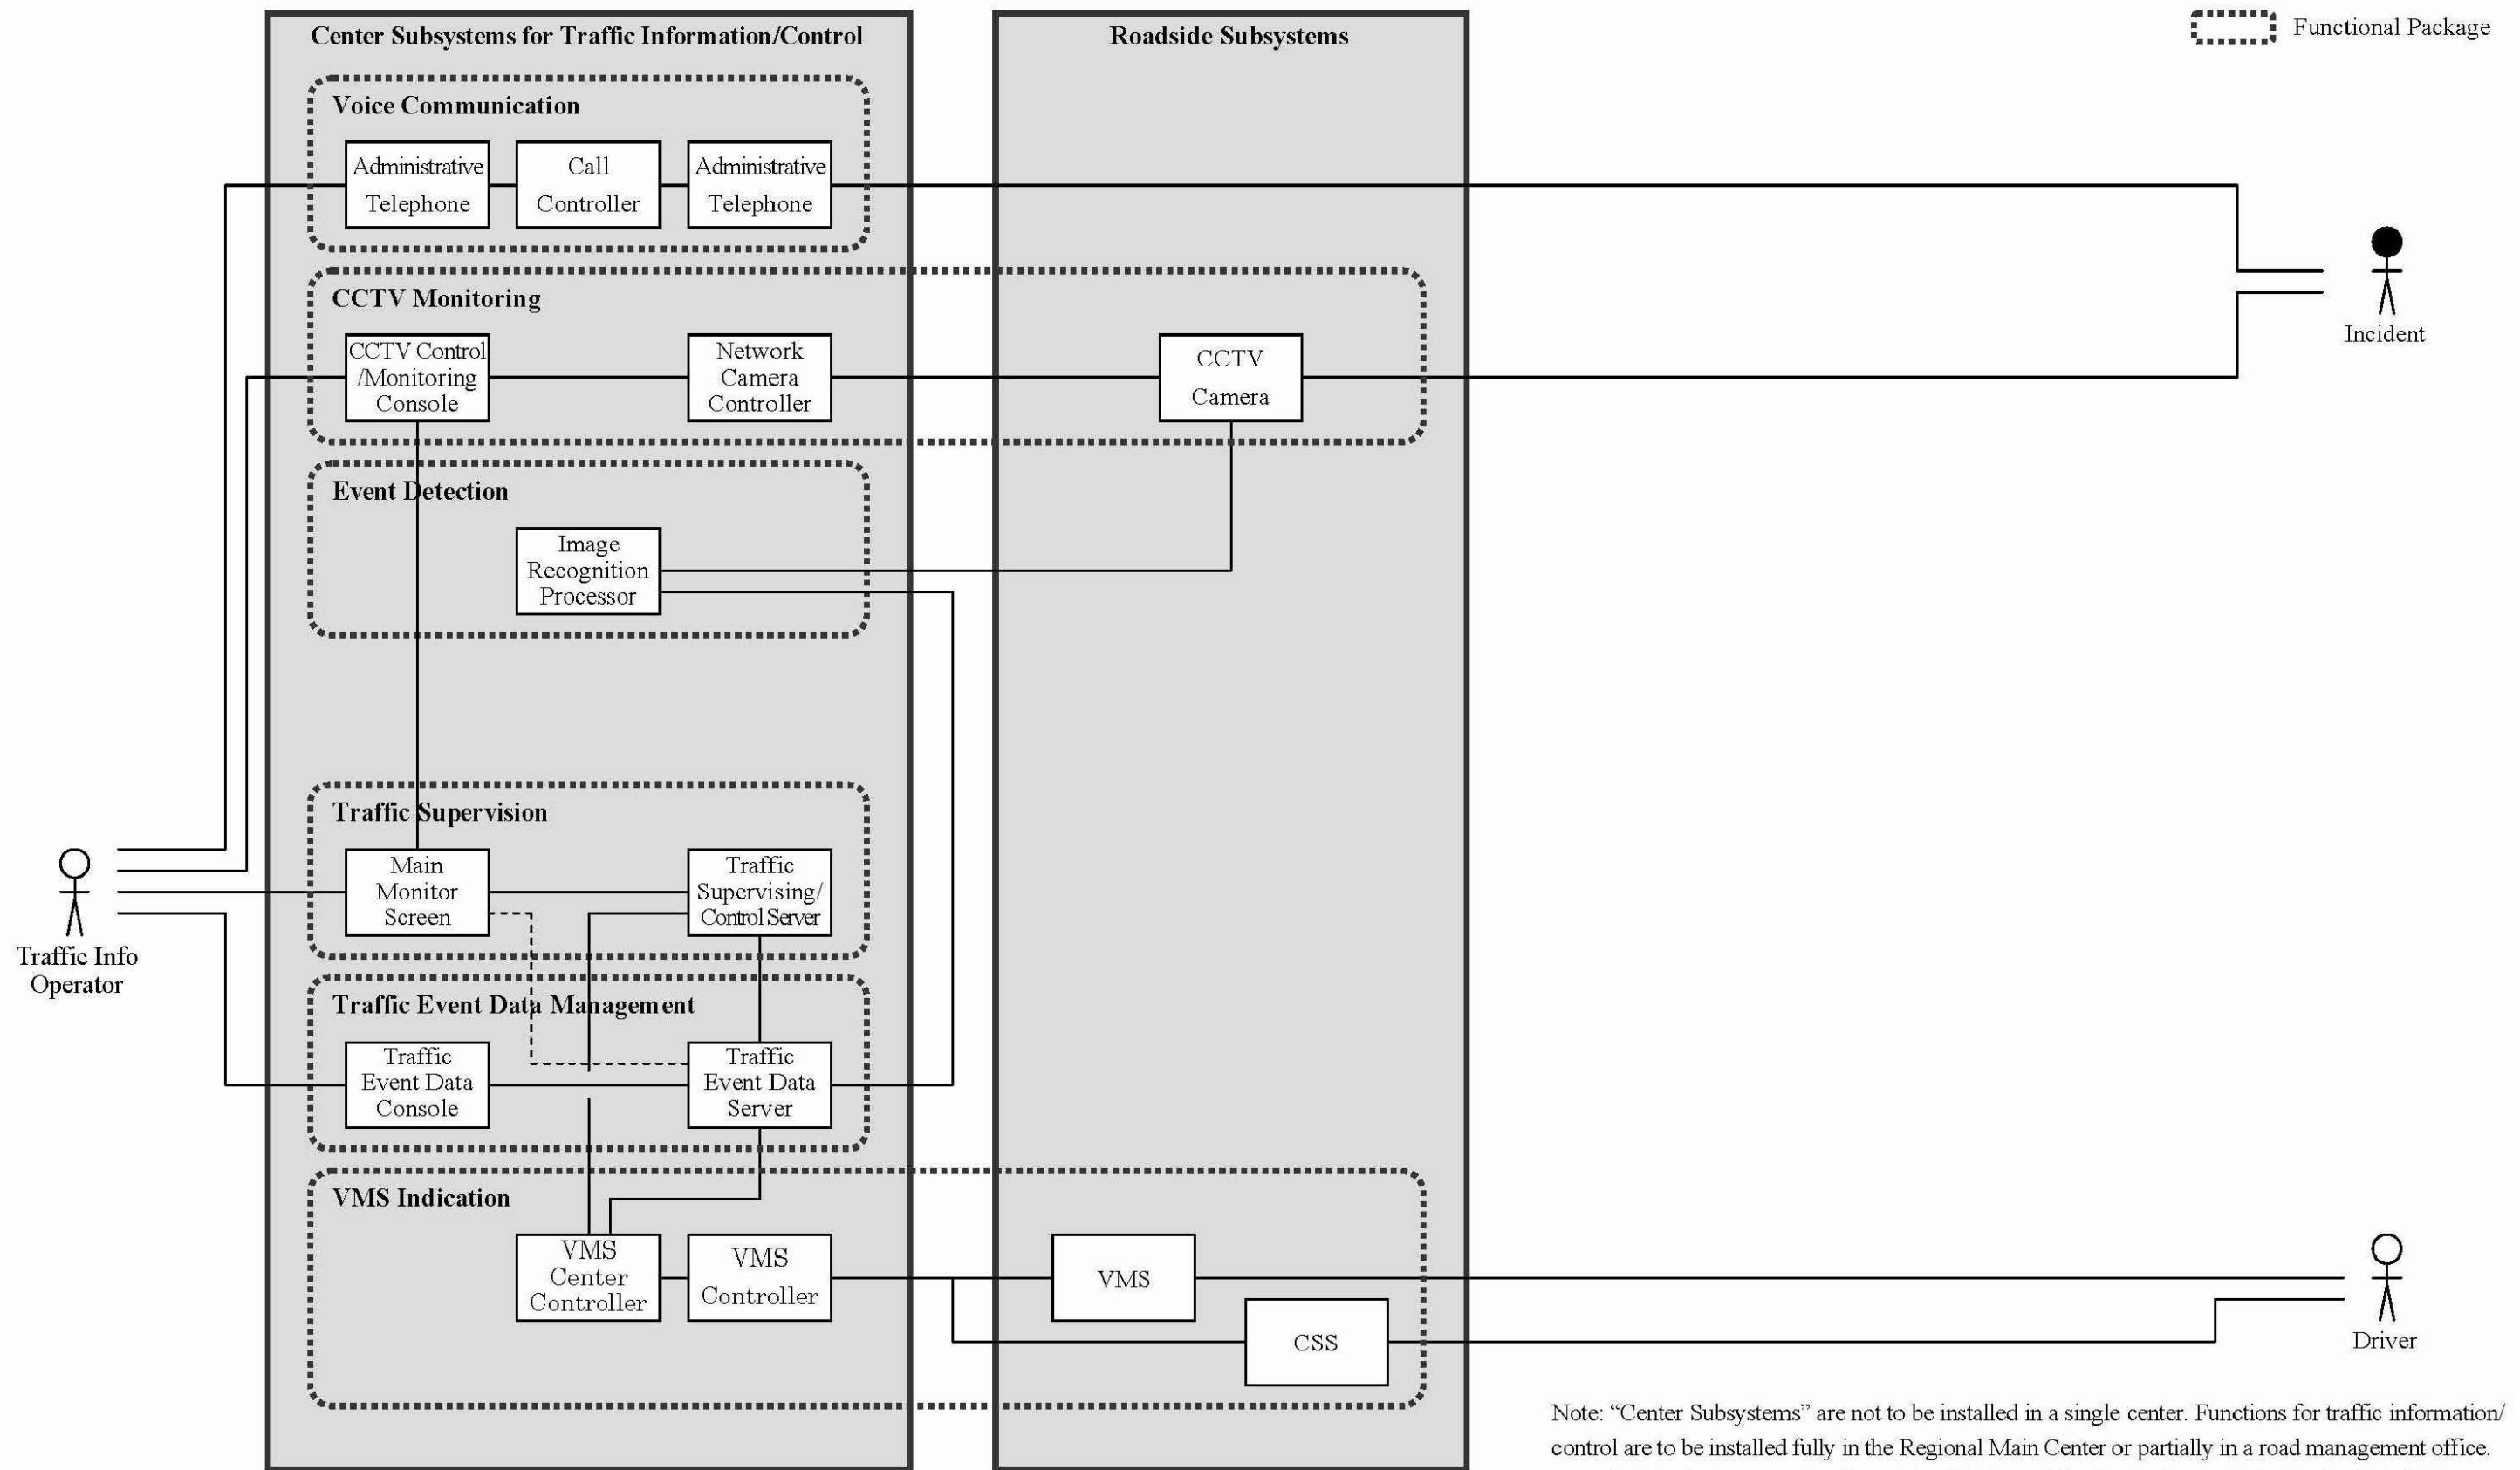 Center Subsystems for Traffic Information/Control
Roadside Subsystems
Functional Package
Voice Communication
Administrative
Telephone
Call
Controller
Administrative
Telephone
Incident
CCTV Monitoring
CCTV Control
/Monitoring
Console
Network
Camera
Controller
CCTV
Camera
Event Detection
Image
Recognition
Processor
Traffic Supervision
Main
Monitor
Screen
Traffic
Supervising/
Control Server
Traffic Info
Operator
Traffic Event Data Management
Traffic
Event Data
Console
Traffic
Event Data
Server
VMS Indication
VMS
Center
Controller
VMS
Controller
VMS
CSS
Driver
Note: “Center Subsystems” are not to be installed in a single center. Functions for traffic information/
control are to be installed fully in the Regional Main Center or partially in a road management office.